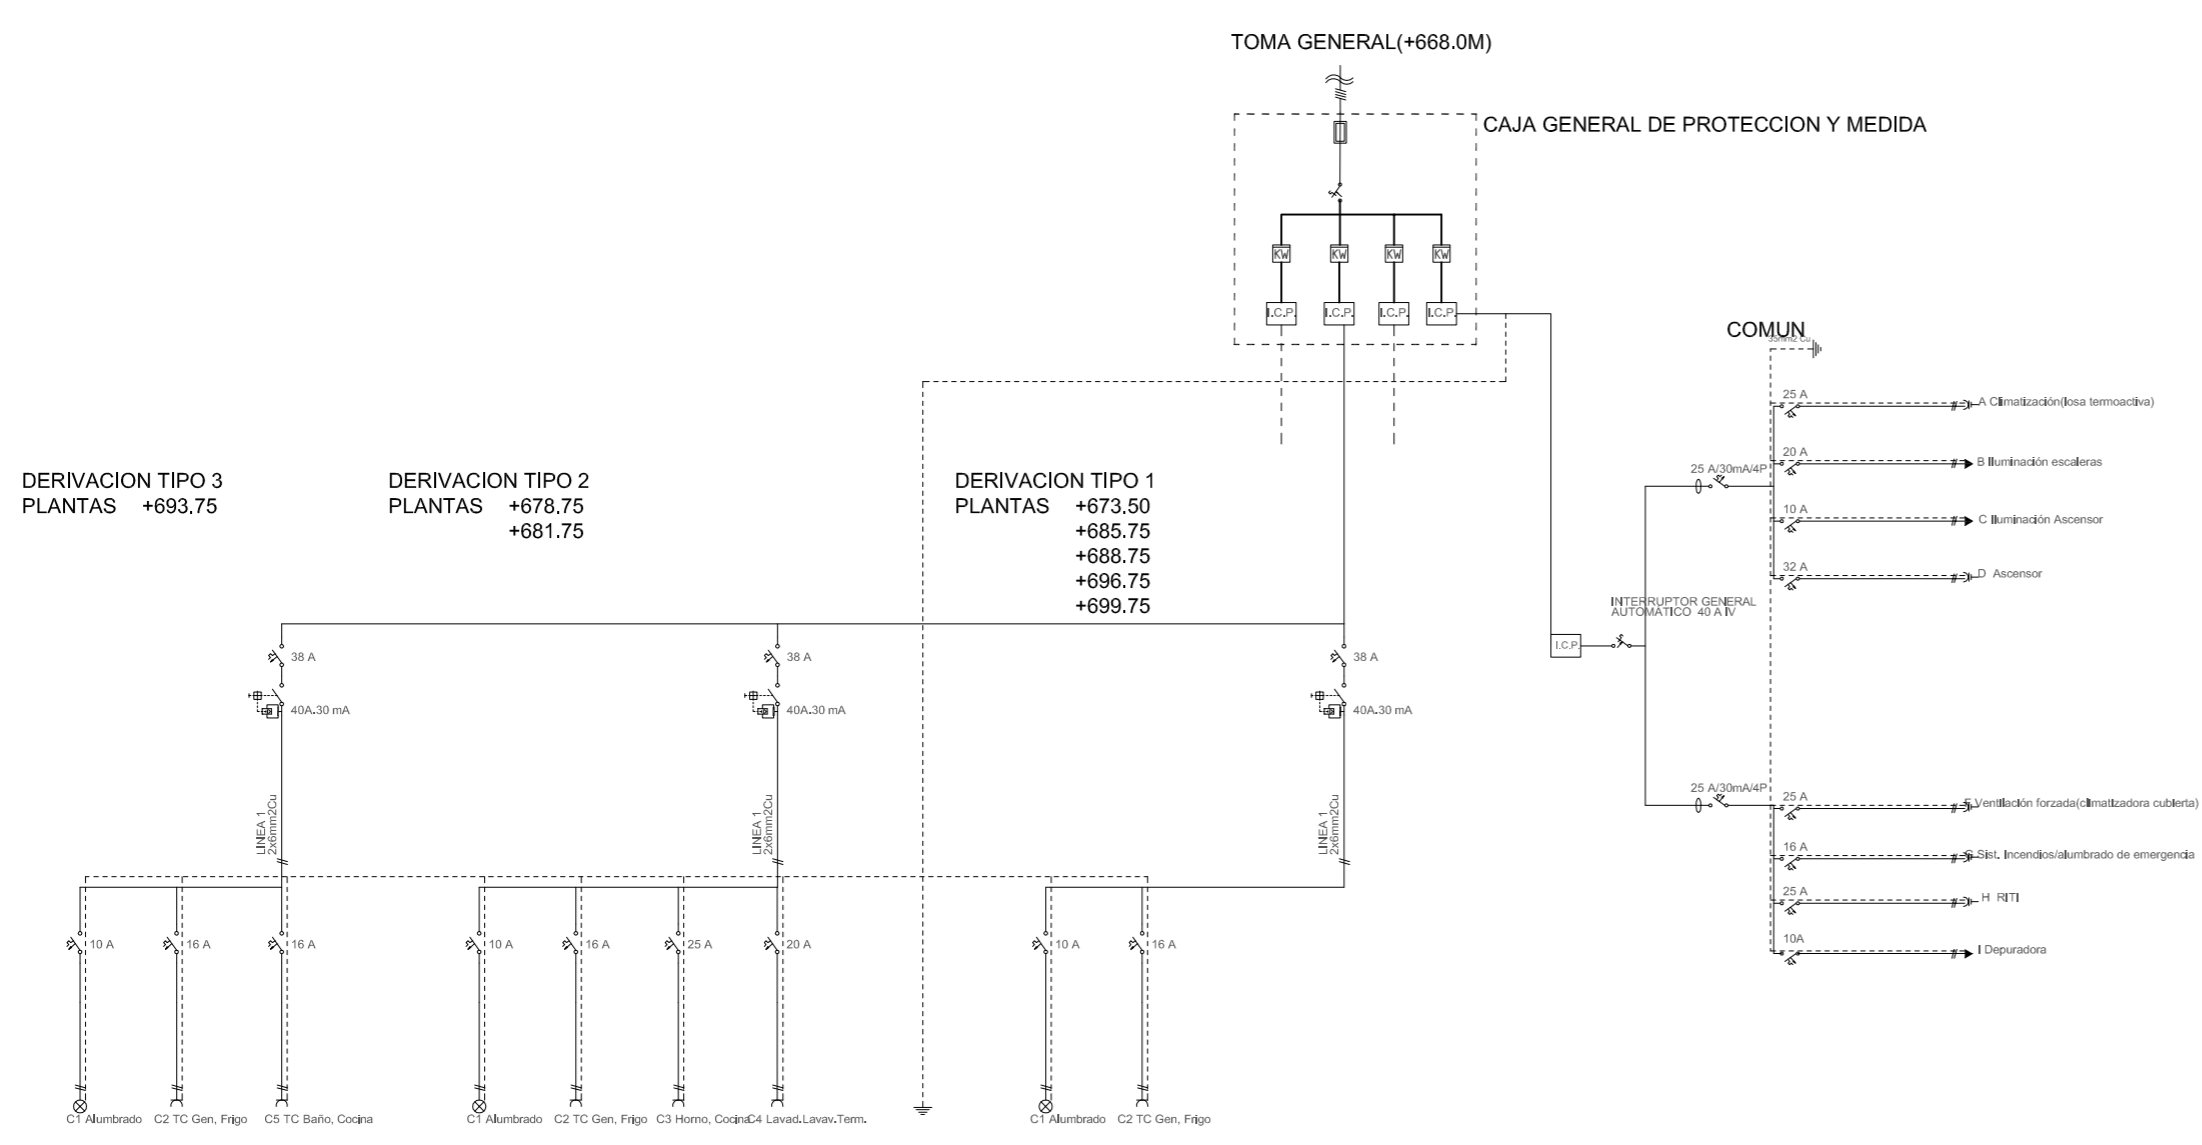 TOMA GENERAL(+668.0M)
CAJA GENERAL DE PROTECCION Y MEDIDA
KW KW KW KW
I.C.P. I.C.P. I.C.P. I.C.P.
COMUN
35mm2 Cu
25 A
A Climatización(losa termoactiva)
20 A
B Iluminación escaleras
25 A/30mA/4P
10 A
C Iluminación Ascensor
32 A
D Ascensor
INTERRUPTOR GENERAL
AUTOMATICO 40 A IV
I.C.P.
25 A/30mA/4P
25 A
F Ventilación forzada(climatizadora cubierta)
16 A
G Sist. Incendios/alumbrado de emergencia
25 A
H RITI
10A
I Depuradora
DERIVACION TIPO 3
PLANTAS +693.75
DERIVACION TIPO 2
PLANTAS +678.75
+681.75
DERIVACION TIPO 1
PLANTAS +673.50
+685.75
+688.75
+696.75
+699.75
38 A
38 A
38 A
40A.30 mA
40A.30 mA
40A.30 mA
LINEA 1
2x6mm2Cu
LINEA 1
2x6mm2Cu
LINEA 1
2x6mm2Cu
10 A
16 A
16 A
10 A
16 A
25 A
20 A
10 A
16 A
C1 Alumbrado
C2 TC Gen, Frigo
C5 TC Baño, Cocina
C1 Alumbrado
C2 TC Gen, Frigo
C3 Horno, Cocina
C4 Lavad.Lavav.Term.
C1 Alumbrado
C2 TC Gen, Frigo